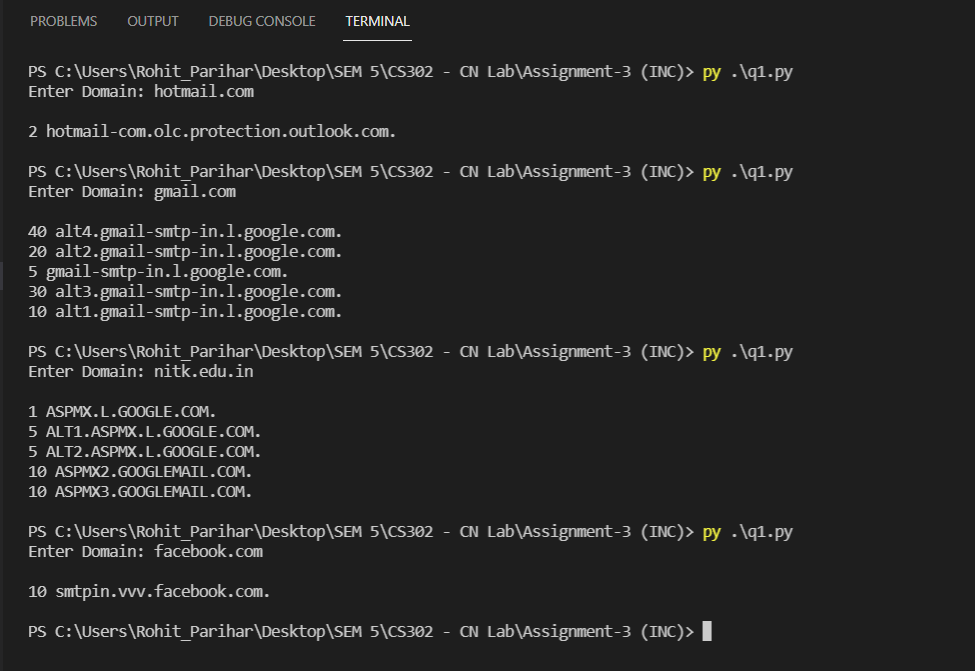 PROBLEMS OUTPUT DEBUG CONSOLE TERMINAL
PS C:\Users\Rohit_Parihar\Desktop\SEM 5\CS302 - CN Lab\Assignment-3 (INC)> py .\q1.py
Enter Domain: hotmail.com
2 hotmail-com.olc.protection.outlook.com.
PS C:\Users\Rohit_Parihar\Desktop\SEM 5\CS302 - CN Lab\Assignment-3 (INC)> py .\q1.py
Enter Domain: gmail.com
40 alt4.gmail-smtp-in.l.google.com.
20 alt2.gmail-smtp-in.l.google.com.
5 gmail-smtp-in.l.google.com.
30 alt3.gmail-smtp-in.l.google.com.
10 alt1.gmail-smtp-in.l.google.com.
PS C:\Users\Rohit_Parihar\Desktop\SEM 5\CS302 - CN Lab\Assignment-3 (INC)> py .\q1.py
Enter Domain: nitk.edu.in
1 ASPMX.L.GOOGLE.COM.
5 ALT1.ASPMX.L.GOOGLE.COM.
5 ALT2.ASPMX.L.GOOGLE.COM.
10 ASPMX2.GOOGLEMAIL.COM.
10 ASPMX3.GOOGLEMAIL.COM.
PS C:\Users\Rohit_Parihar\Desktop\SEM 5\CS302 - CN Lab\Assignment-3 (INC)> py .\q1.py
Enter Domain: facebook.com
10 smtpin.vvv.facebook.com.
PS C:\Users\Rohit_Parihar\Desktop\SEM 5\CS302 - CN Lab\Assignment-3 (INC)>